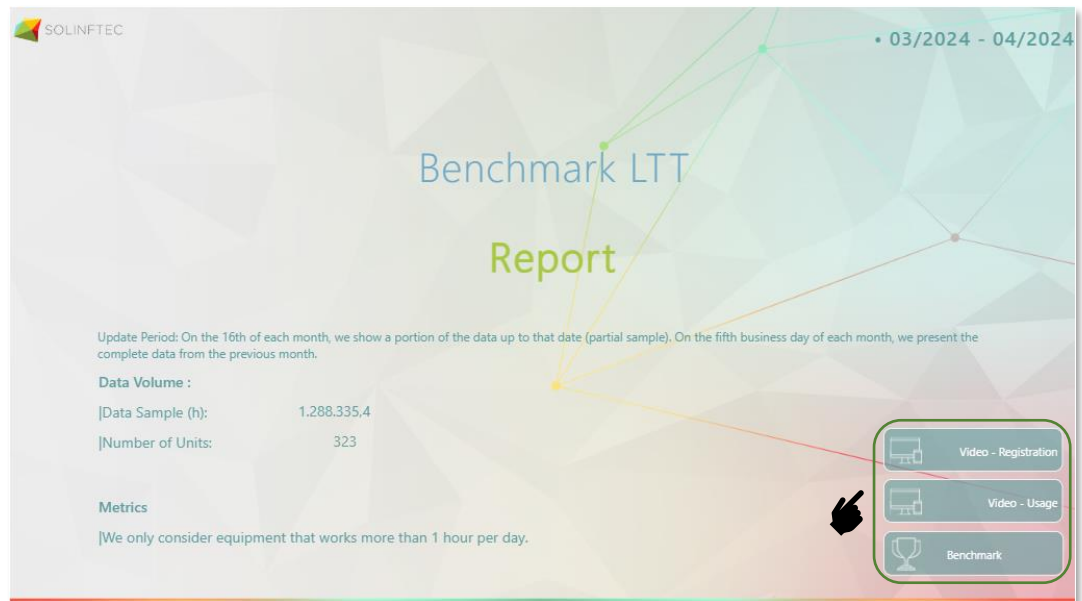 SOLINFTEC
• 03/2024 - 04/2024
Benchmark LTT
Report
Update Period: On the 16th of each month, we show a portion of the data up to that date (partial sample). On the fifth business day of each month, we present the
complete data from the previous month.
Data Volume :
|Data Sample (h): 1.288.335,4
|Number of Units: 323
Video - Registration
Video - Usage
Metrics
|We only consider equipment that works more than 1 hour per day.
Benchmark